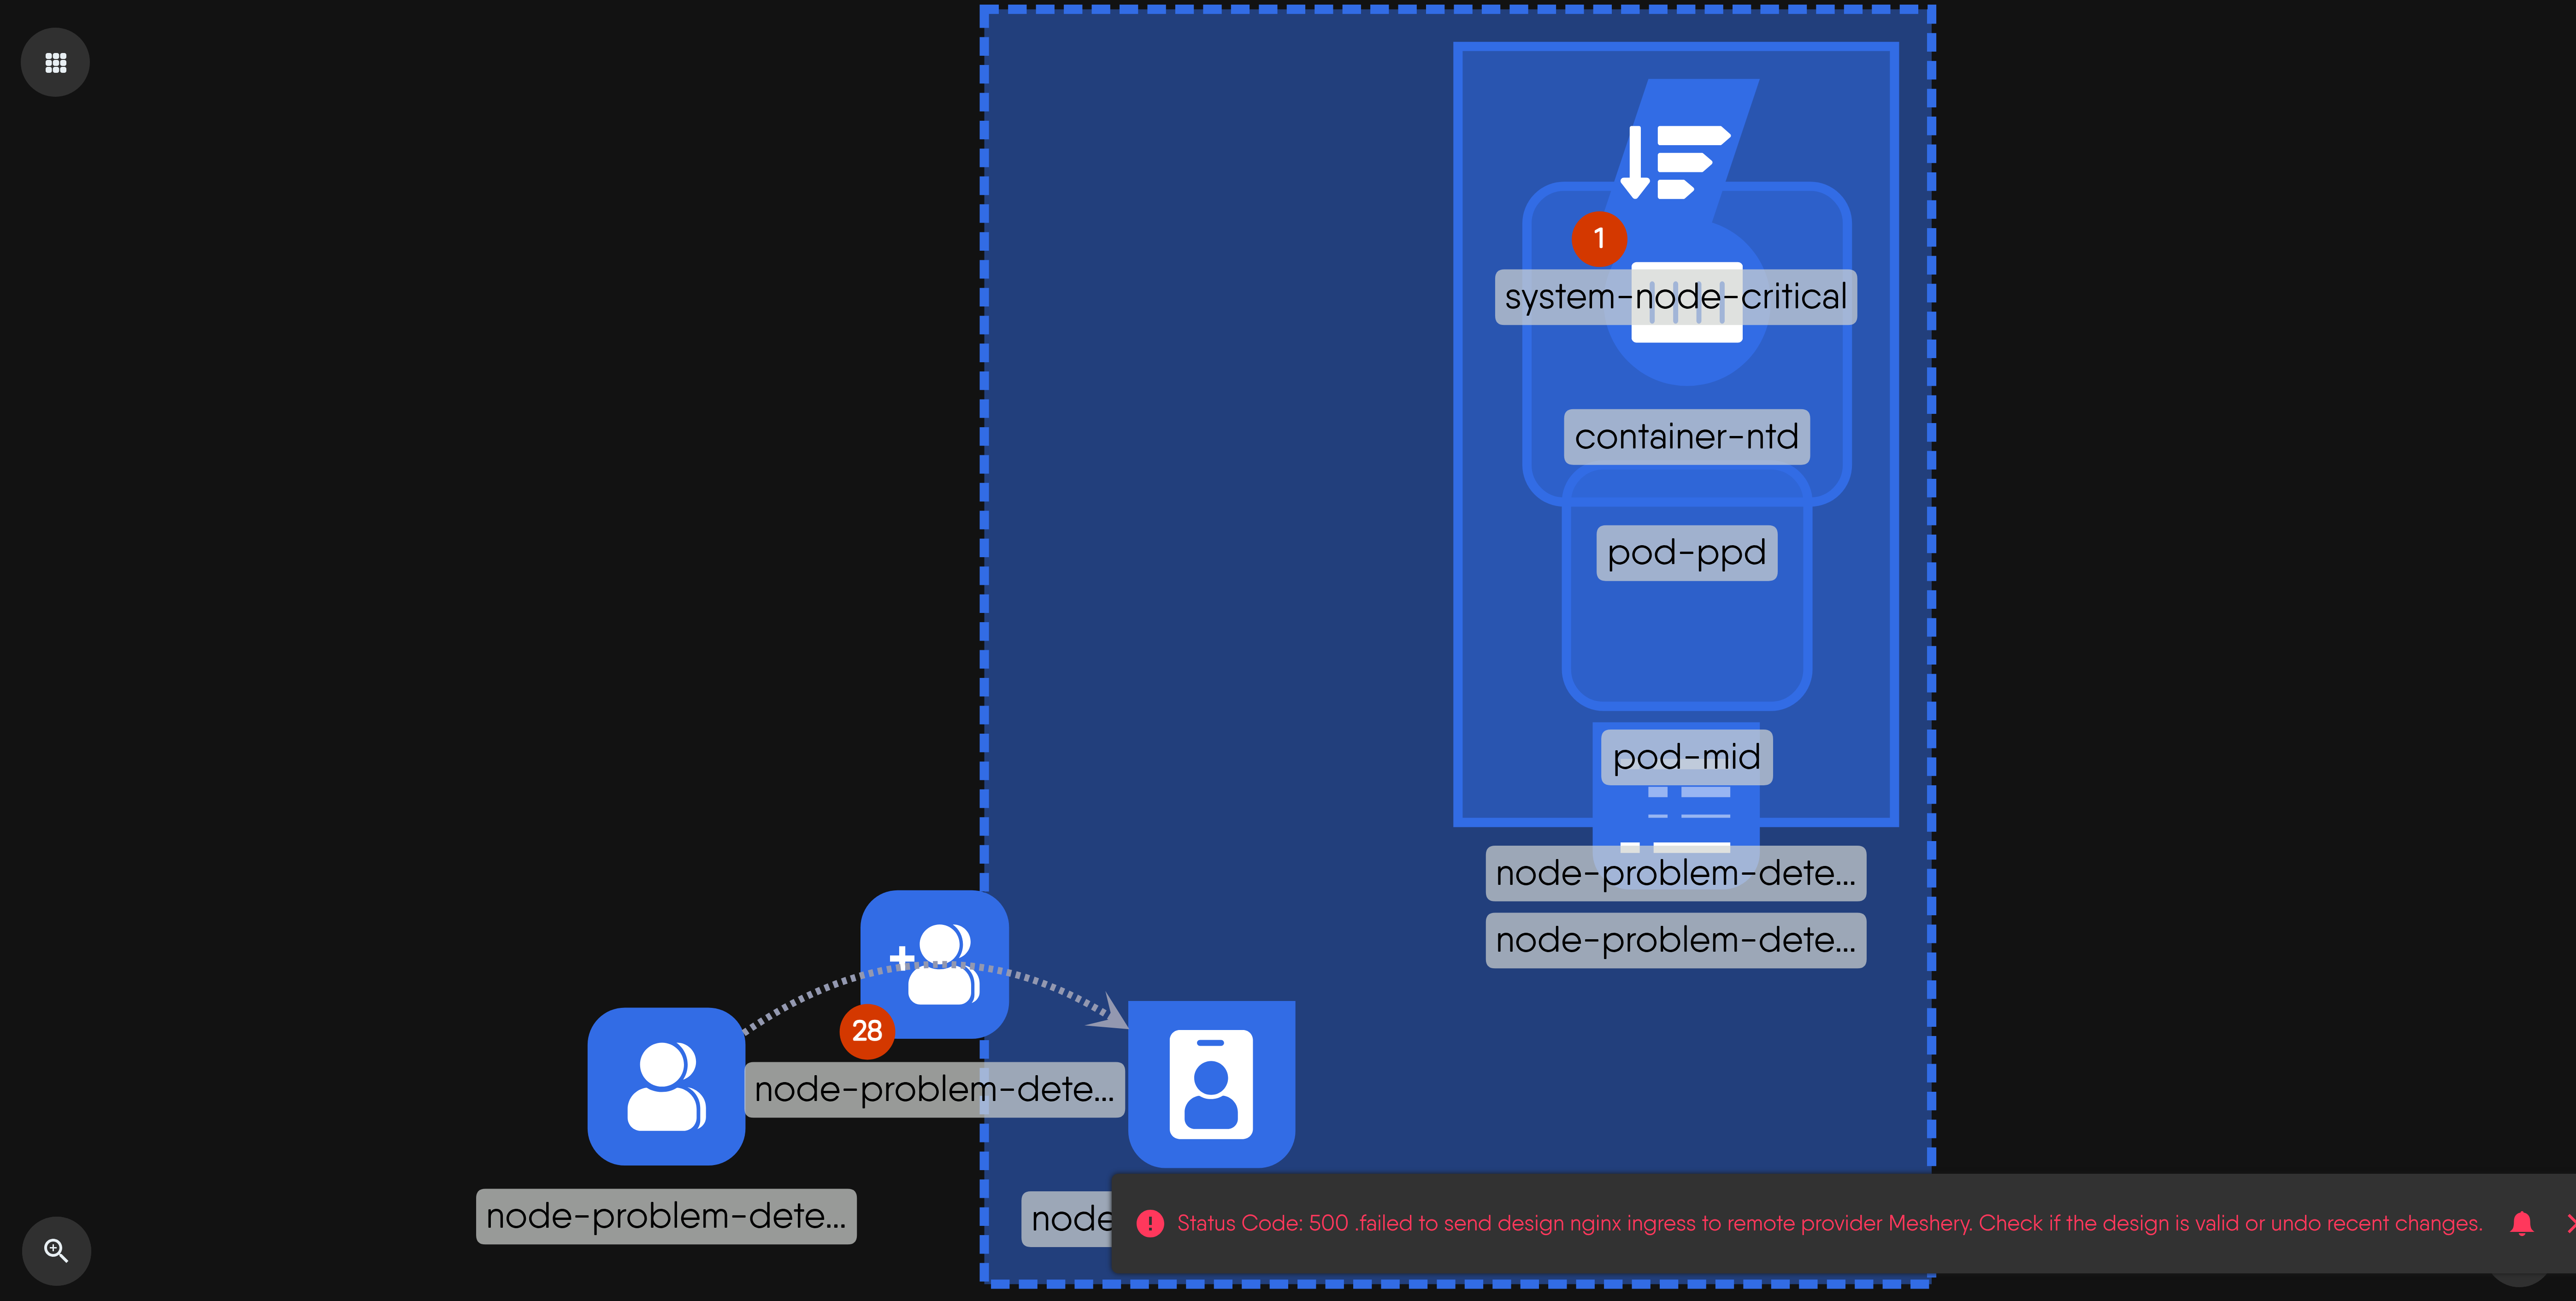 1
system-node-critical
container-ntd
pod-ppd
pod-mid
node-problem-dete...
node-problem-dete...
28
node-problem-dete...
node-problem-dete...
node
Status Code: 500 .failed to send design nginx ingress to remote provider Meshery. Check if the design is valid or undo recent changes.